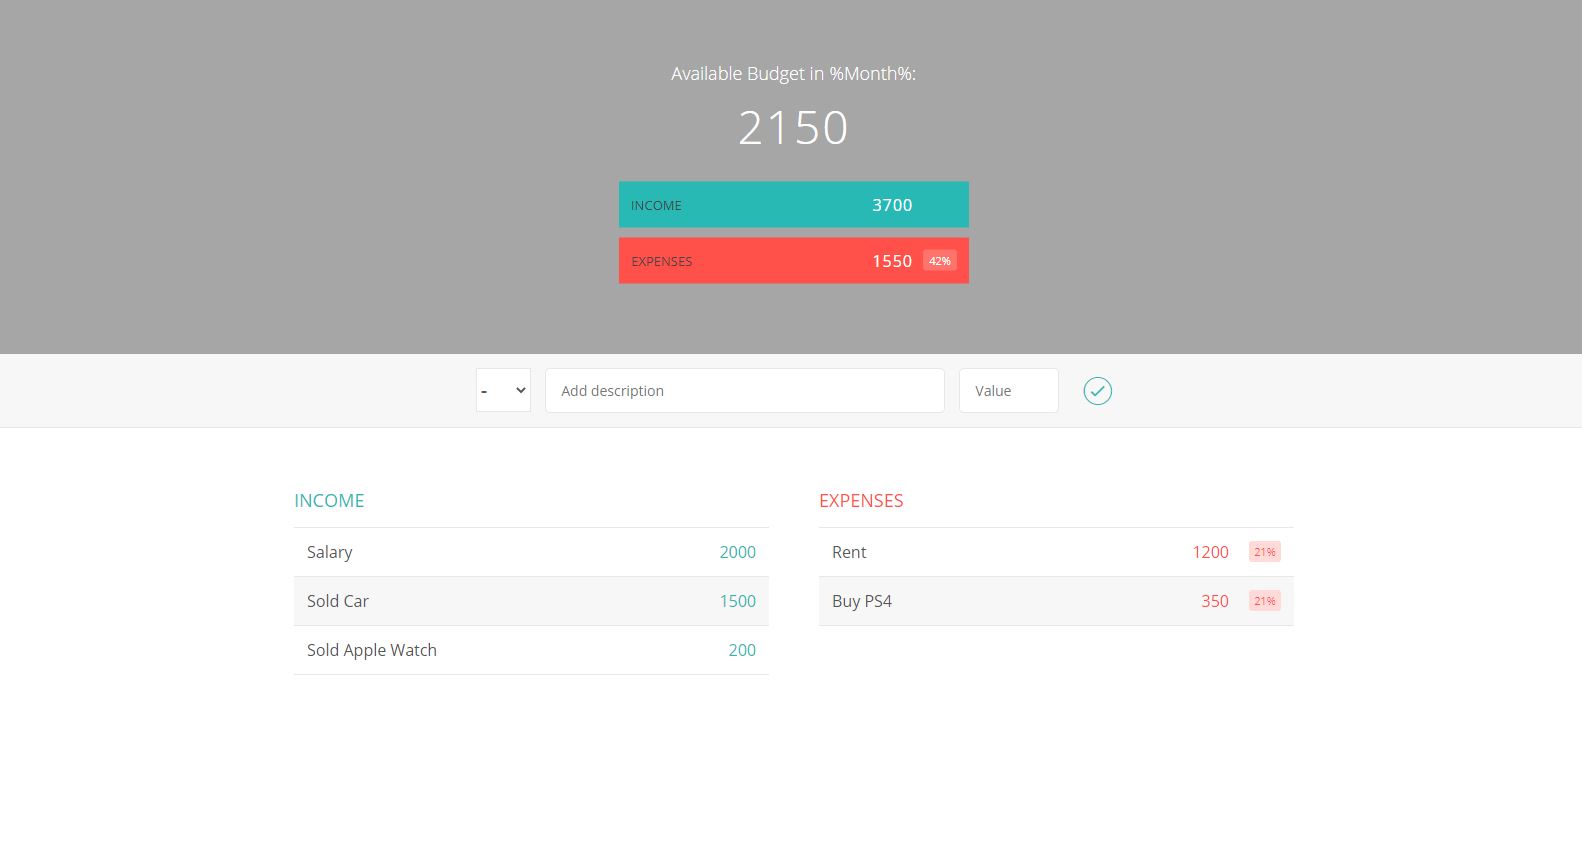 Available Budget in %Month%:
2150
INCOME 3700
EXPENSES 1550 42%
- Add description Value
INCOME
Salary 2000
Sold Car 1500
Sold Apple Watch 200
EXPENSES
Rent 1200 21%
Buy PS4 350 21%